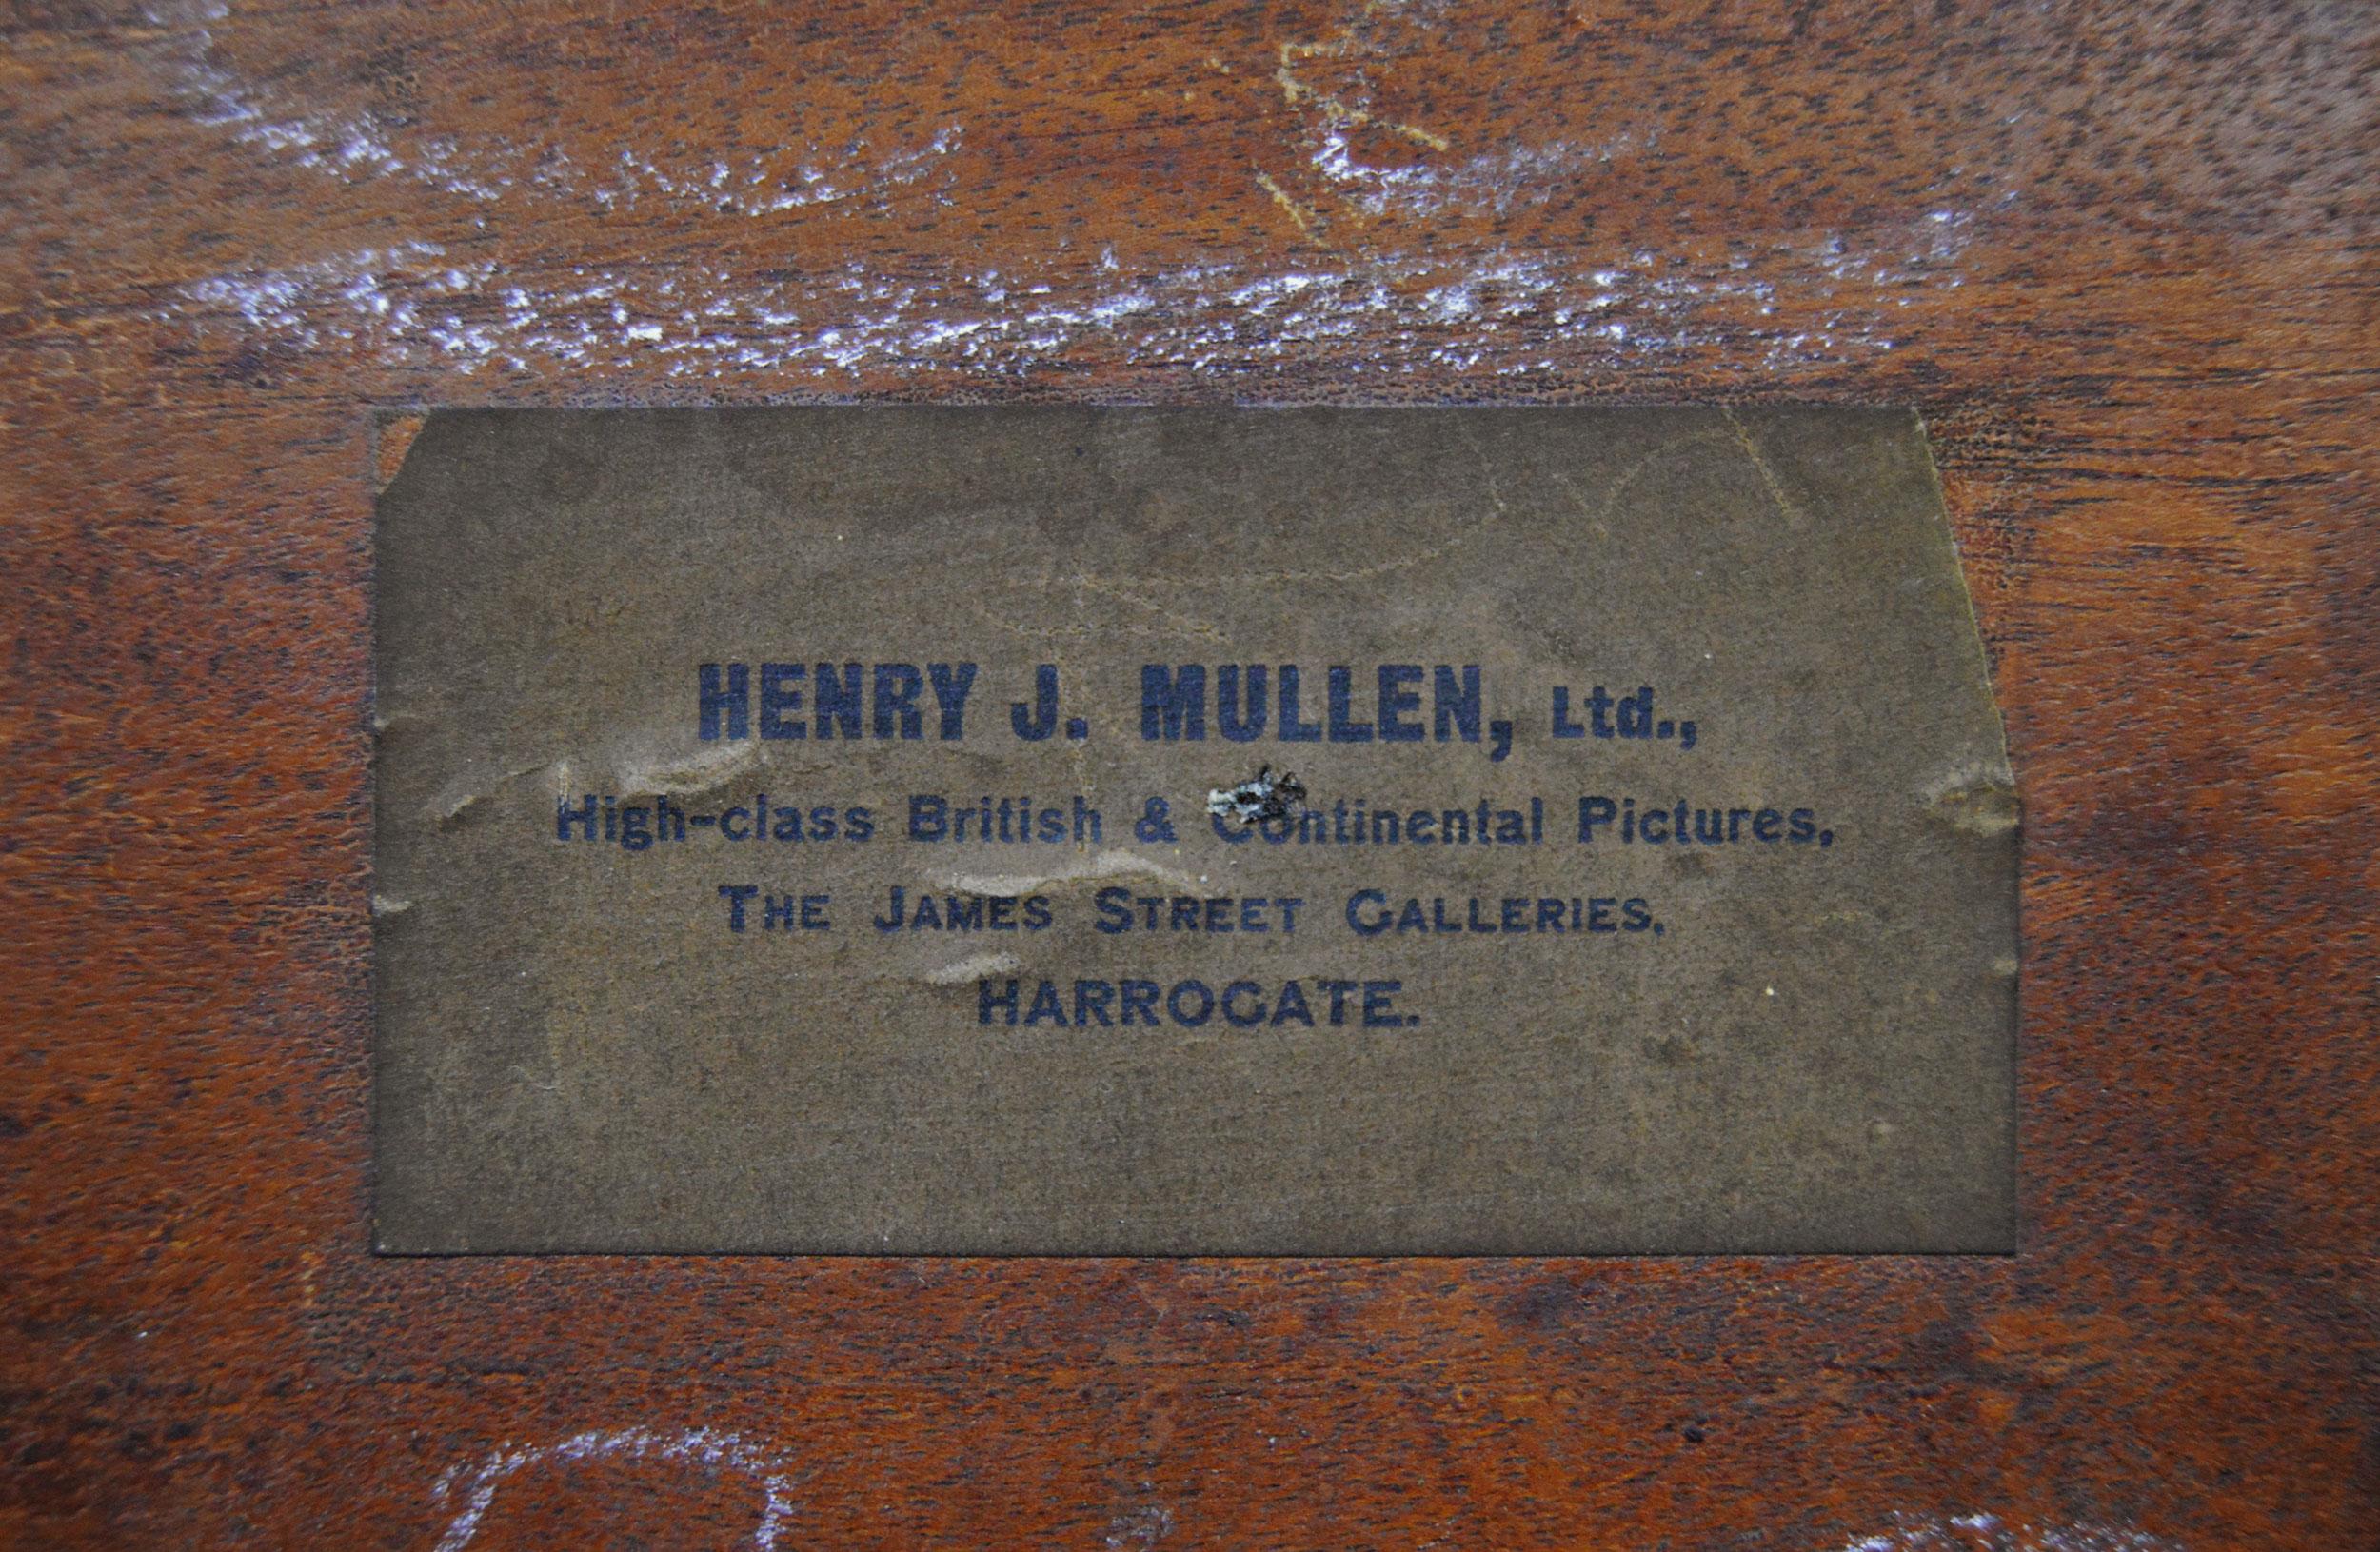 HENRY J. MULLEN, Ltd.,
High-class British & Continental Pictures,
THE JAMES STREET GALLERIES,
HARROGATE.